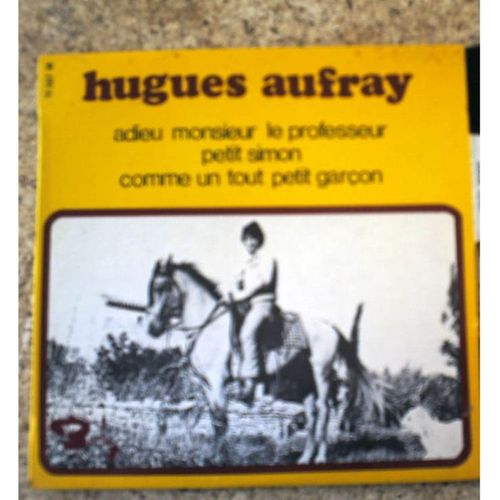 hugues aufray
adieu monsieur le professeur
petit simon
comme un tout petit garçon